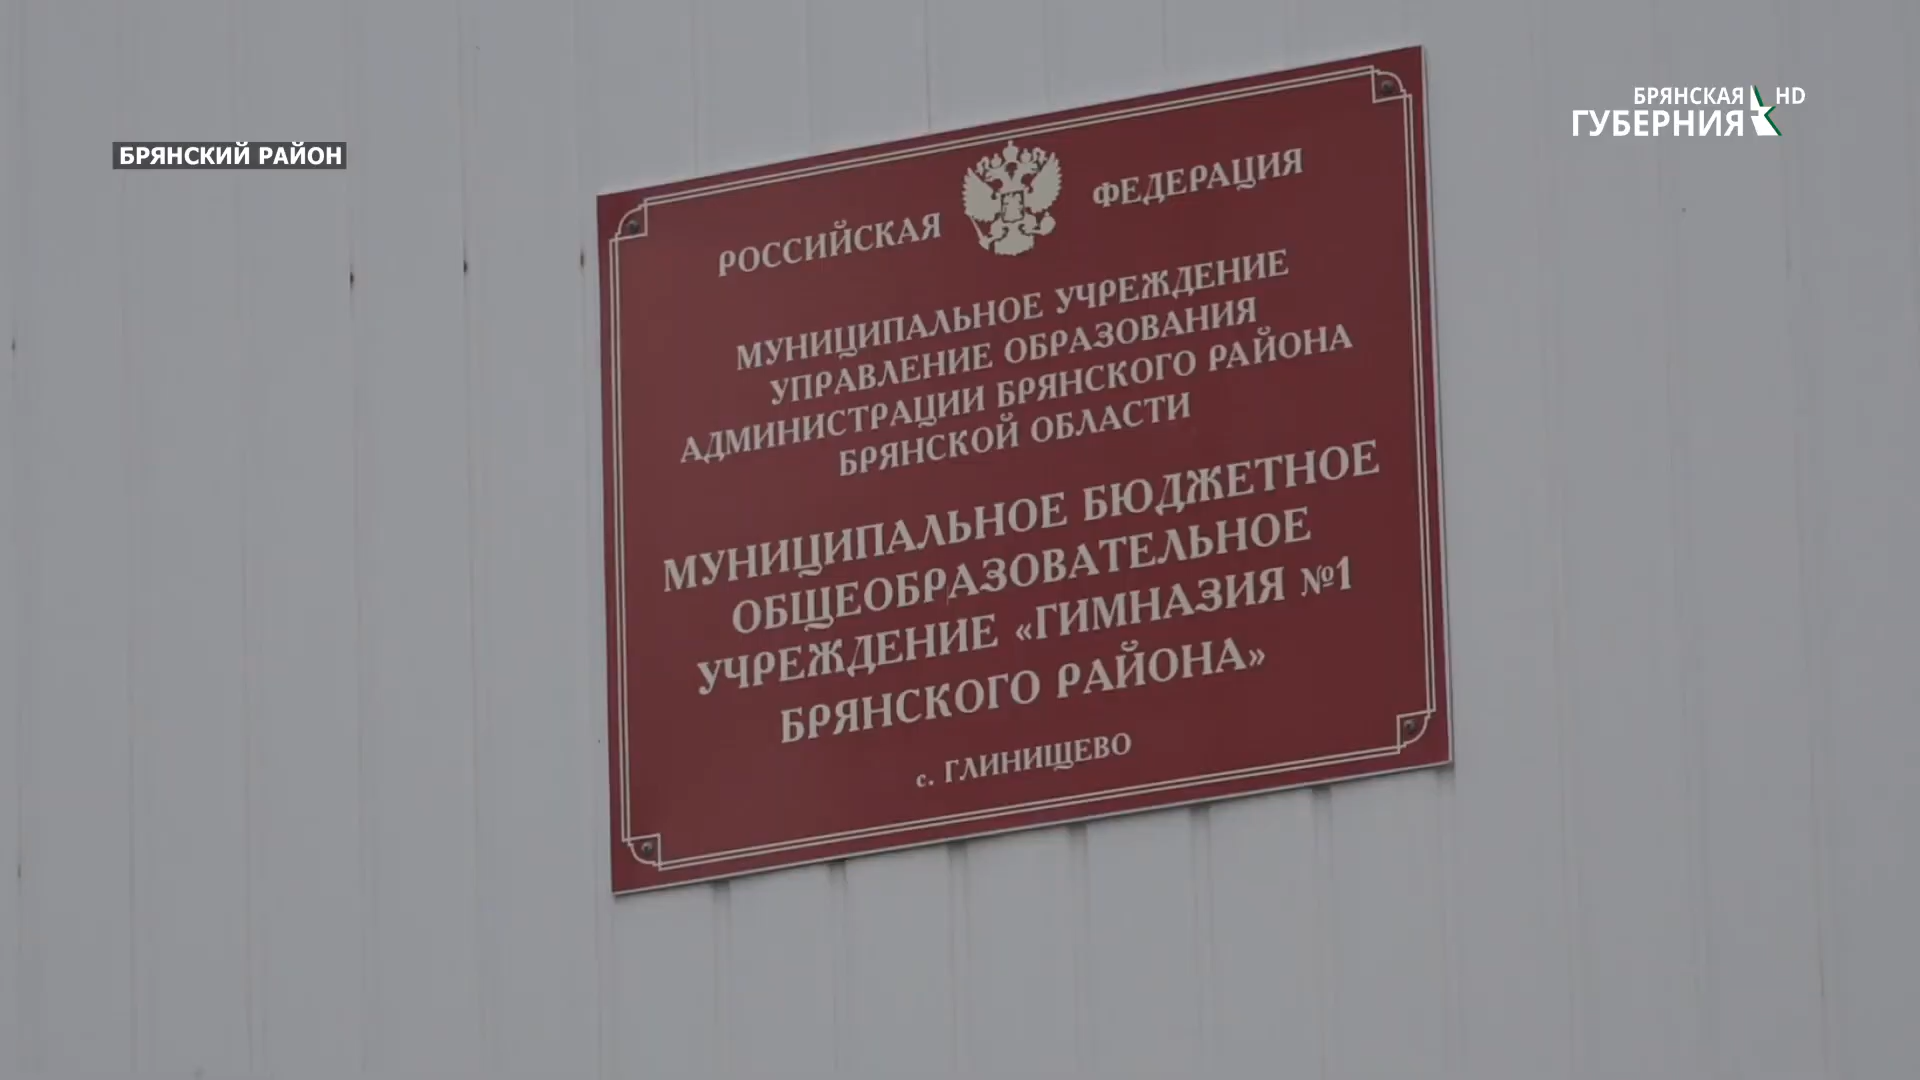 БРЯНСКИЙ РАЙОН
БРЯНСКАЯ HD
ГУБЕРНИЯ
РОССИЙСКАЯ ФЕДЕРАЦИЯ
МУНИЦИПАЛЬНОЕ УЧРЕЖДЕНИЕ
УПРАВЛЕНИЕ ОБРАЗОВАНИЯ
АДМИНИСТРАЦИИ БРЯНСКОГО РАЙОНА
БРЯНСКОЙ ОБЛАСТИ
МУНИЦИПАЛЬНОЕ БЮДЖЕТНОЕ
ОБЩЕОБРАЗОВАТЕЛЬНОЕ
УЧРЕЖДЕНИЕ «ГИМНАЗИЯ №1
БРЯНСКОГО РАЙОНА»
с. ГЛИНИЩЕВО